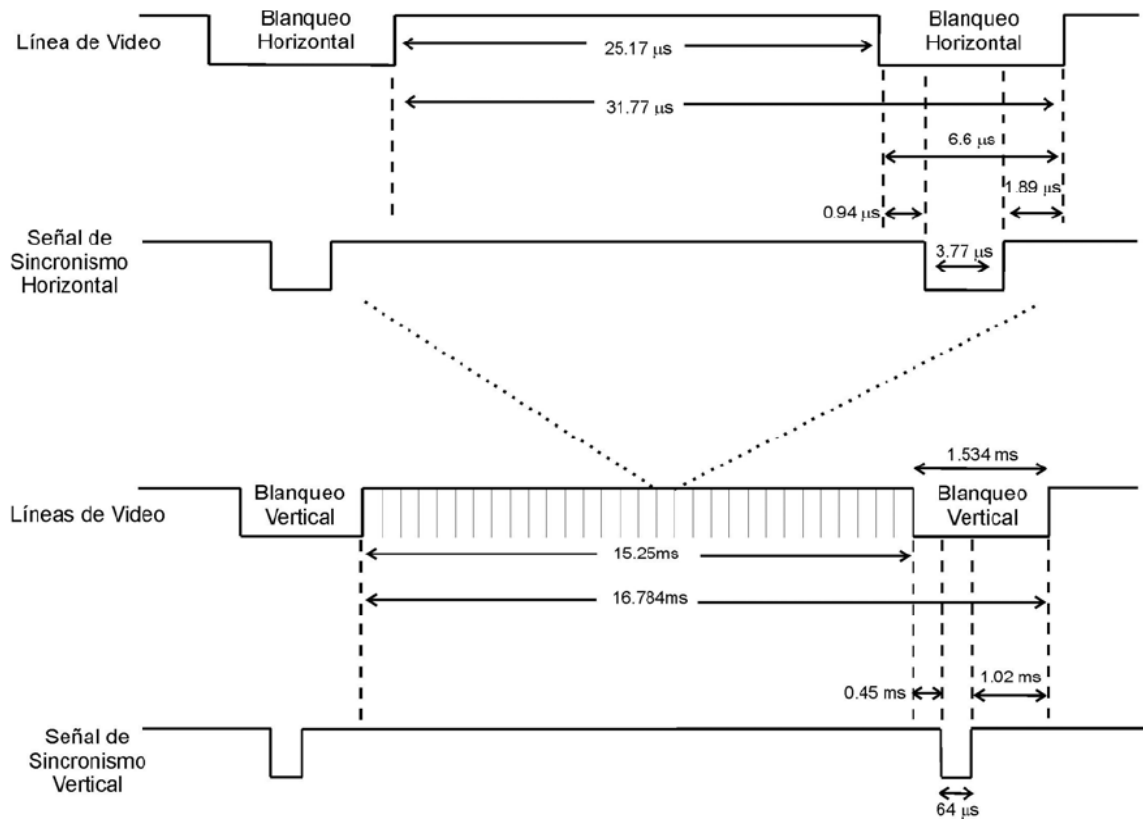 Línea de Video
Blanqueo
Horizontal
25.17 μs
Blanqueo
Horizontal
31.77 μs
6.6 μs
1.89 μs
0.94 μs
Señal de
Sincronismo
Horizontal
3.77 μs
1.534 ms
Líneas de Video
Blanqueo
Vertical
Blanqueo
Vertical
15.25ms
16.784ms
1.02 ms
0.45 ms
Señal de
Sincronismo
Vertical
64 μs